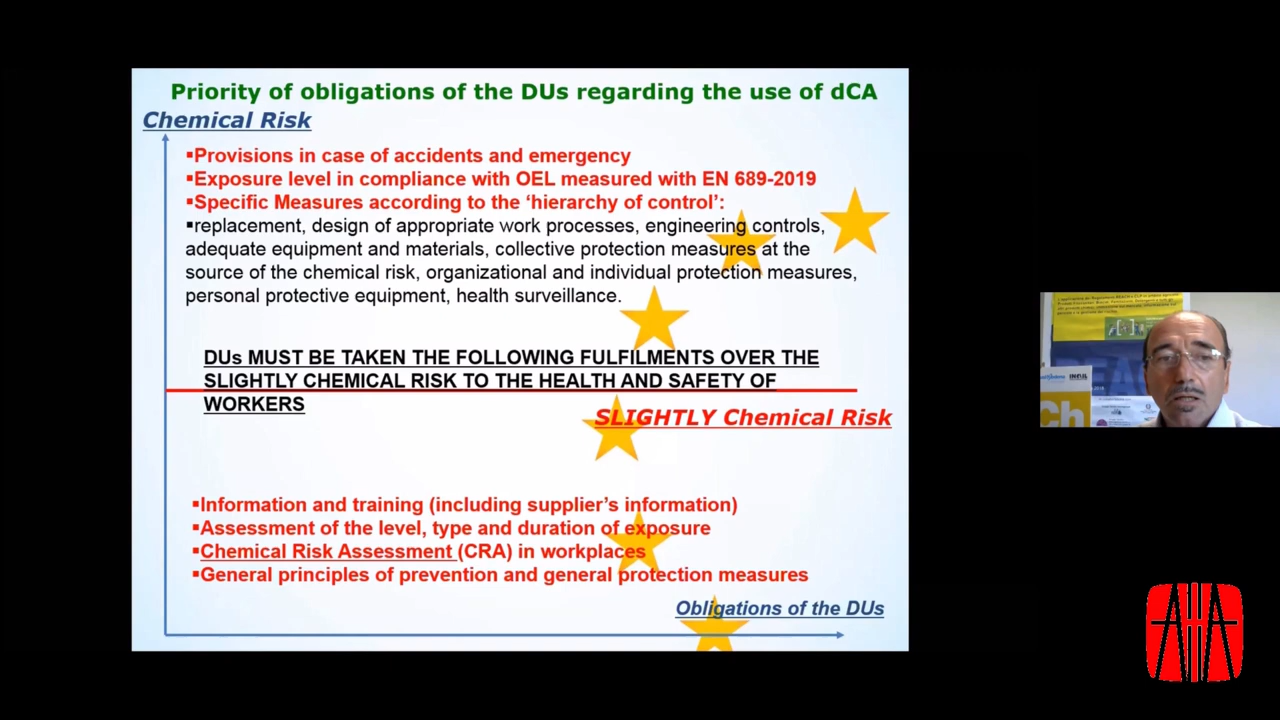 Priority of obligations of the DUs regarding the use of dCA
Chemical Risk
▪Provisions in case of accidents and emergency
▪Exposure level in compliance with OEL measured with EN 689-2019
▪Specific Measures according to the ‘hierarchy of control’:
▪replacement, design of appropriate work processes, engineering controls,
adequate equipment and materials, collective protection measures at the
source of the chemical risk, organizational and individual protection measures,
personal protective equipment, health surveillance.
DUs MUST BE TAKEN THE FOLLOWING FULFILMENTS OVER THE
SLIGHTLY CHEMICAL RISK TO THE HEALTH AND SAFETY OF
WORKERS
SLIGHTLY Chemical Risk
▪Information and training (including supplier’s information)
▪Assessment of the level, type and duration of exposure
▪Chemical Risk Assessment (CRA) in workplaces
▪General principles of prevention and general protection measures
Obligations of the DUs
Ch